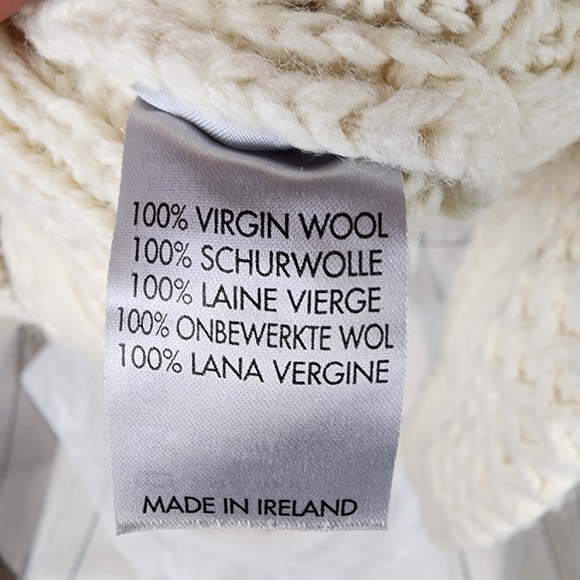 100% VIRGIN WOOL
100% SCHURWOLLE
100% LAINE VIERGE
100% ONBEWERKTE WOL
100% LANA VERGINE
MADE IN IRELAND